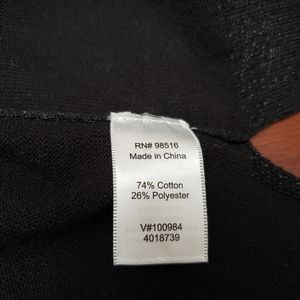 RN# 98516
Made in China
74% Cotton
26% Polyester
V#100984
4018739